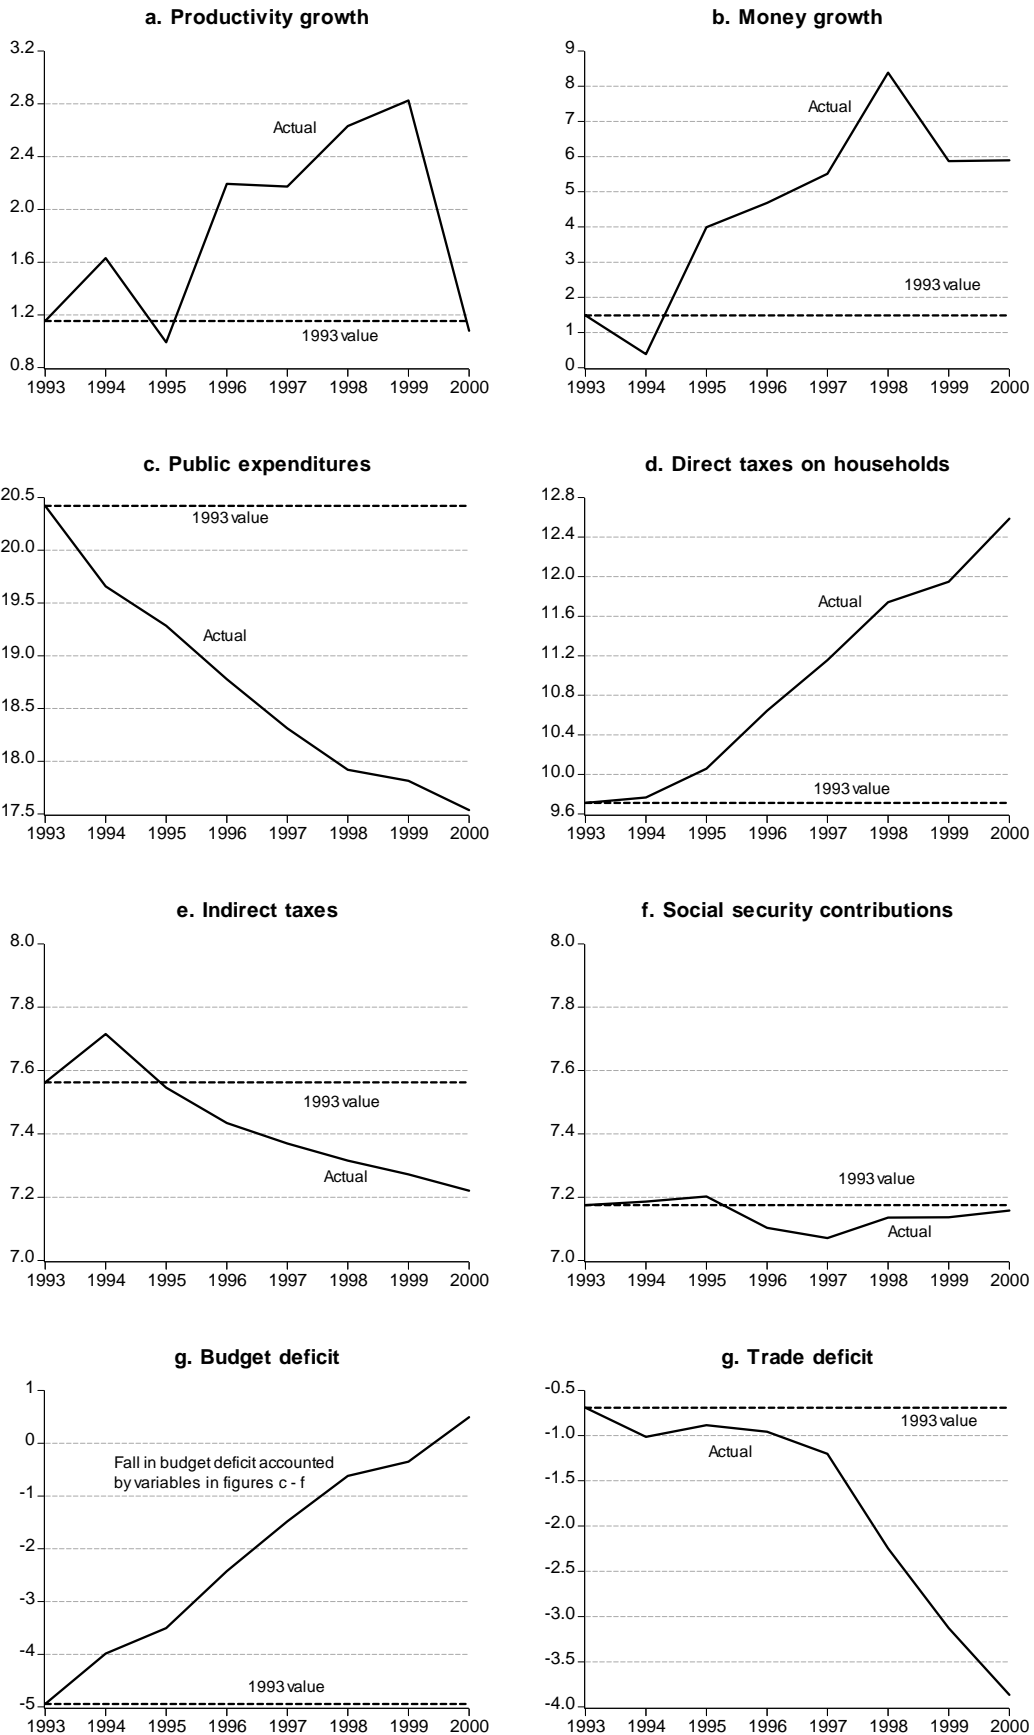 a. Productivity growth
3.2
2.8
2.4
2.0
1.6
1.2
0.8
Actual
1993 value
1993 1994 1995 1996 1997 1998 1999 2000
b. Money growth
9
8
7
6
5
4
3
2
1
0
Actual
1993 value
1993 1994 1995 1996 1997 1998 1999 2000
c. Public expenditures
20.5
20.0
19.5
19.0
18.5
18.0
17.5
1993 value
Actual
1993 1994 1995 1996 1997 1998 1999 2000
d. Direct taxes on households
12.8
12.4
12.0
11.6
11.2
10.8
10.4
10.0
9.6
Actual
1993 value
1993 1994 1995 1996 1997 1998 1999 2000
e. Indirect taxes
8.0
7.8
7.6
7.4
7.2
7.0
1993 value
Actual
1993 1994 1995 1996 1997 1998 1999 2000
f. Social security contributions
8.0
7.8
7.6
7.4
7.2
7.0
1993 value
Actual
1993 1994 1995 1996 1997 1998 1999 2000
g. Budget deficit
1
0
-1
-2
-3
-4
-5
Fall in budget deficit accounted
by variables in figures c - f
1993 value
1993 1994 1995 1996 1997 1998 1999 2000
g. Trade deficit
-0.5
-1.0
-1.5
-2.0
-2.5
-3.0
-3.5
-4.0
1993 value
Actual
1993 1994 1995 1996 1997 1998 1999 2000